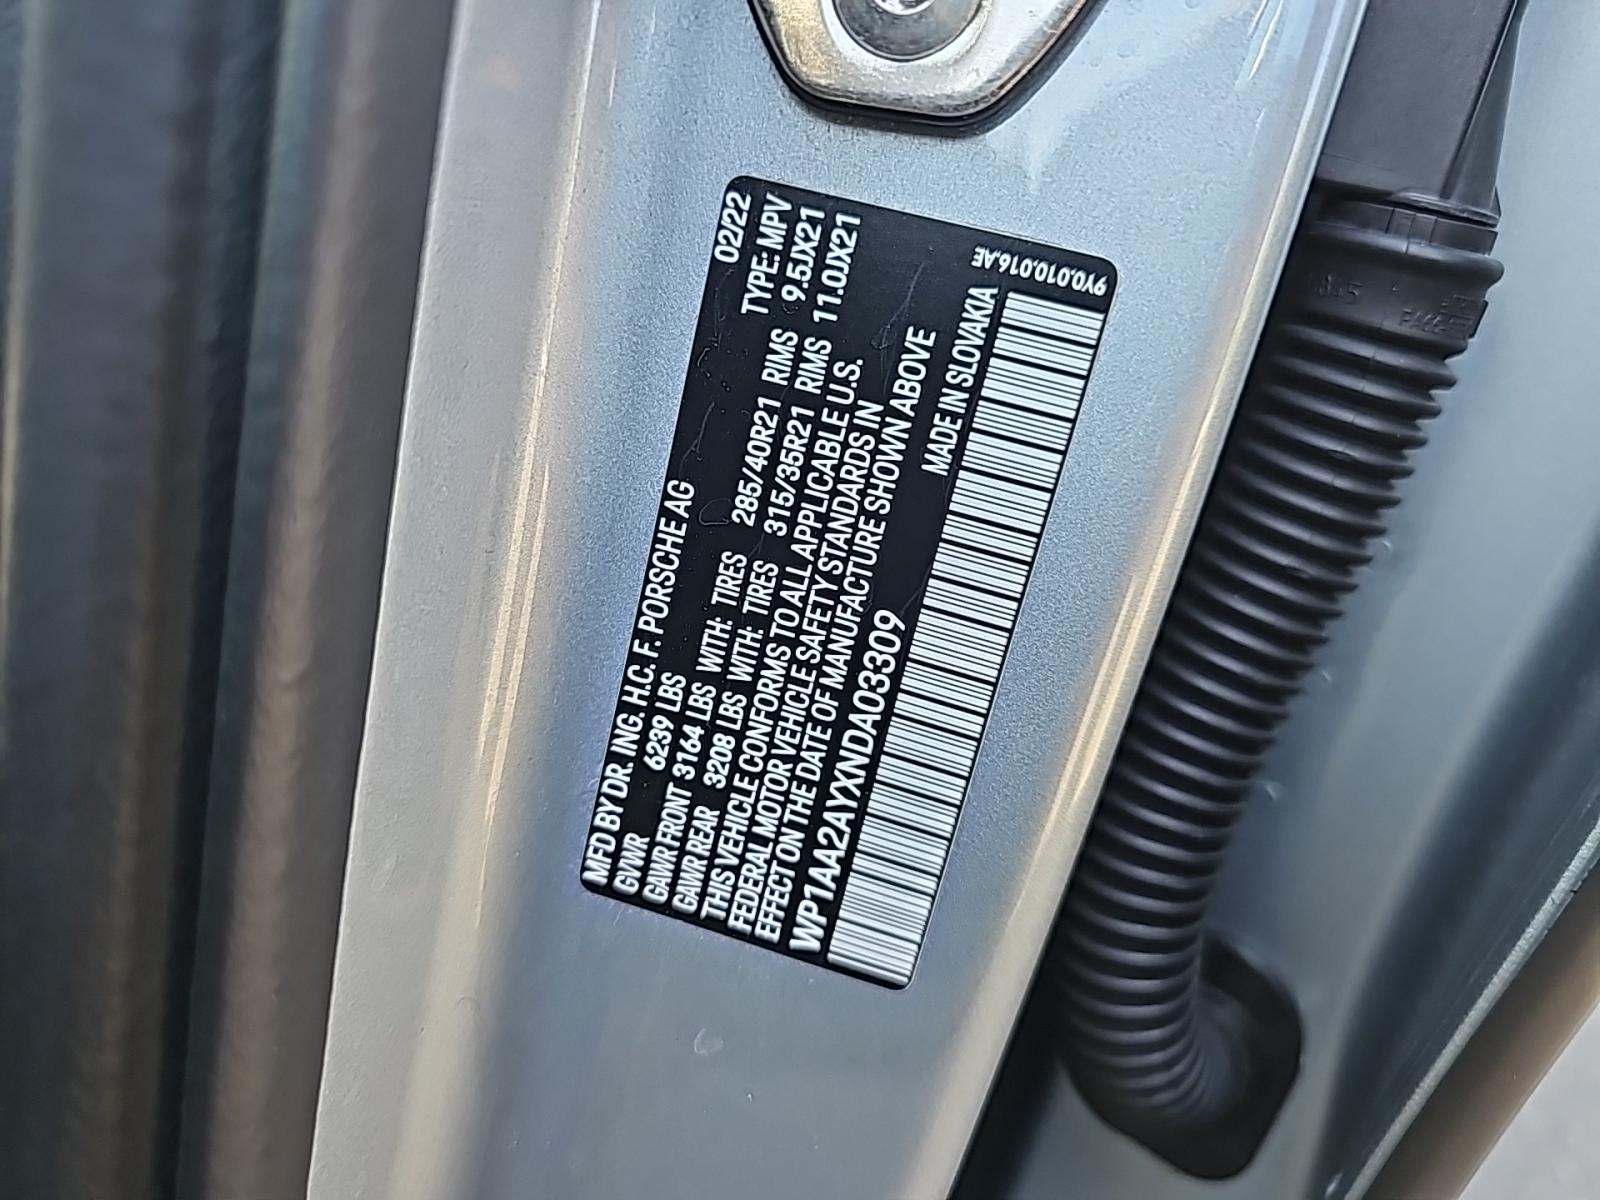 MFD BY DR. ING. H.C. F. PORSCHE AG 02/22
GVWR 6239 LBS TYPE: MPV
GAWR FRONT 3164 LBS WITH: TIRES 285/40R21 RIMS 9.5JX21
GAWR REAR 3208 LBS WITH: TIRES 315/35R21 RIMS 11.0JX21
THIS VEHICLE CONFORMS TO ALL APPLICABLE U.S.
FEDERAL MOTOR VEHICLE SAFETY STANDARDS IN
EFFECT ON THE DATE OF MANUFACTURE SHOWN ABOVE
WP1AA2AYXNDA03309 MADE IN SLOVAKIA
9Y0.010.016.AE